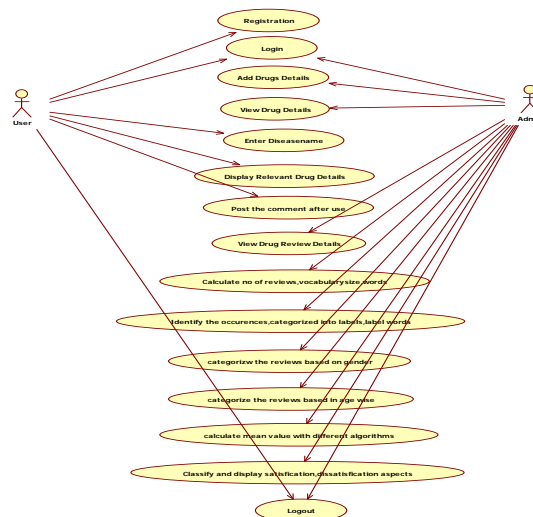 Registration
Login
Add Drugs Details
View Drug Details
User
Adm
Enter Diseasename
Display Relevant Drug Details
Post the comment after use
View Drug Review Details
Calculate no of reviews,vocabularysize,words
Identify the occurences,categorized into labels,label words
categorizw the reviews based on gender
categorize the reviews based in age wise
calculate mean value with different algorithms
Classify and display satisfication,dissatisfication aspects
Logout